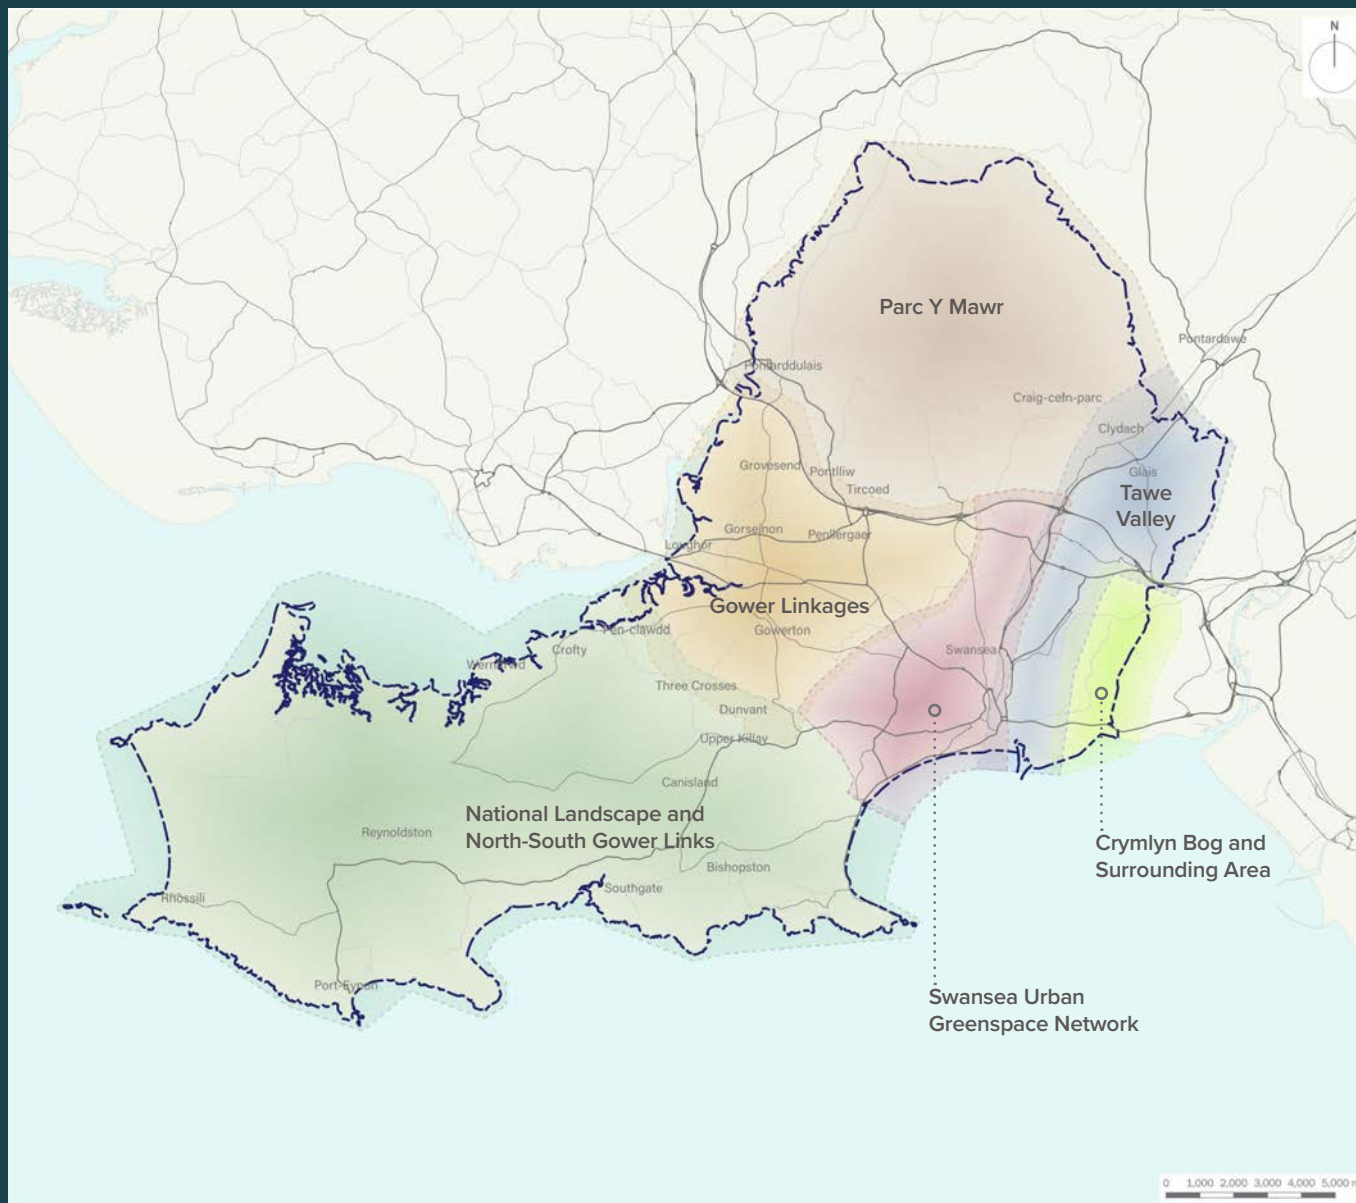 N
Parc Y Mawr
Pontardawe
Pontarddulais
Craig-cefn-parc
Clydach
Grovesend
Pontlliw
Glais
Tircoed
Tawe
Valley
Gorseinon
Penllergaer
Loughor
Gower Linkages
Pen-clawdd
Gowerton
Crofty
Swansea
Wernffrwd
Three Crosses
Dunvant
Upper Killay
Canisland
National Landscape and
North-South Gower Links
Reynoldston
Crymlyn Bog and
Surrounding Area
Bishopston
Southgate
Rhossili
Port-Eynon
Swansea Urban
Greenspace Network
0 1,000 2,000 3,000 4,000 5,000